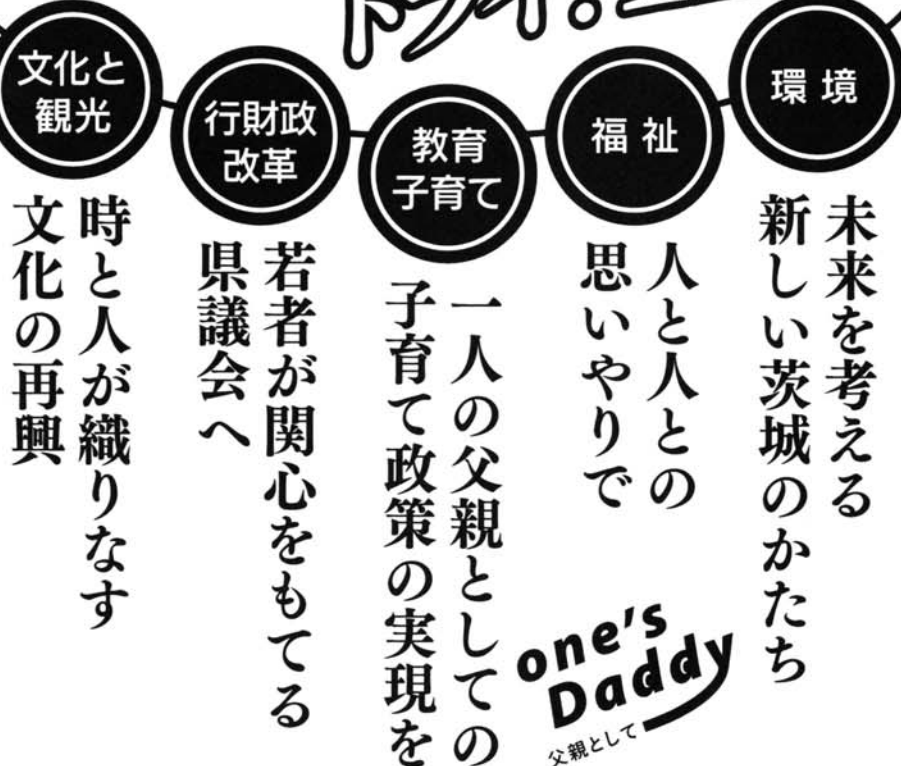 トライ!
環境
未来を考える
新しい茨城のかたち
福祉
人と人との
思いやりで
教育
子育て
一人の父親としての
子育て政策の実現を
one's
Daddy
父親として
行財政
改革
若者が関心をもてる
県議会へ
文化と
観光
時と人が織りなす
文化の再興